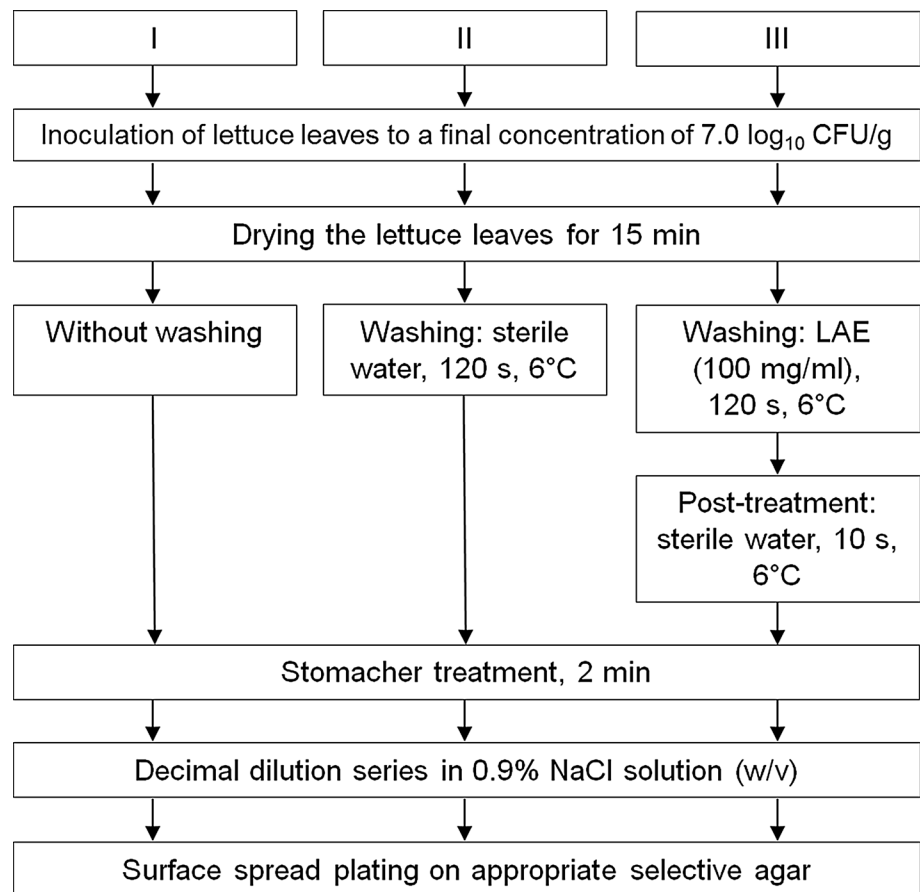 I
II
III
Inoculation of lettuce leaves to a final concentration of 7.0 log₁₀ CFU/g
Drying the lettuce leaves for 15 min
Without washing
Washing: sterile
water, 120 s, 6°C
Washing: LAE
(100 mg/ml),
120 s, 6°C
Post-treatment:
sterile water, 10 s,
6°C
Stomacher treatment, 2 min
Decimal dilution series in 0.9% NaCl solution (w/v)
Surface spread plating on appropriate selective agar